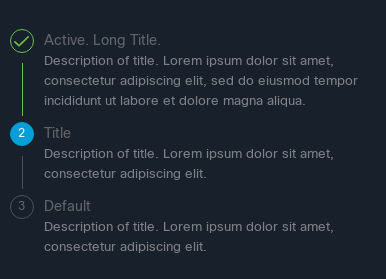 Active. Long Title.
Description of title. Lorem ipsum dolor sit amet,
consectetur adipiscing elit, sed do eiusmod tempor
incididunt ut labore et dolore magna aliqua.
2 Title
Description of title. Lorem ipsum dolor sit amet,
consectetur adipiscing elit.
3 Default
Description of title. Lorem ipsum dolor sit amet,
consectetur adipiscing elit.